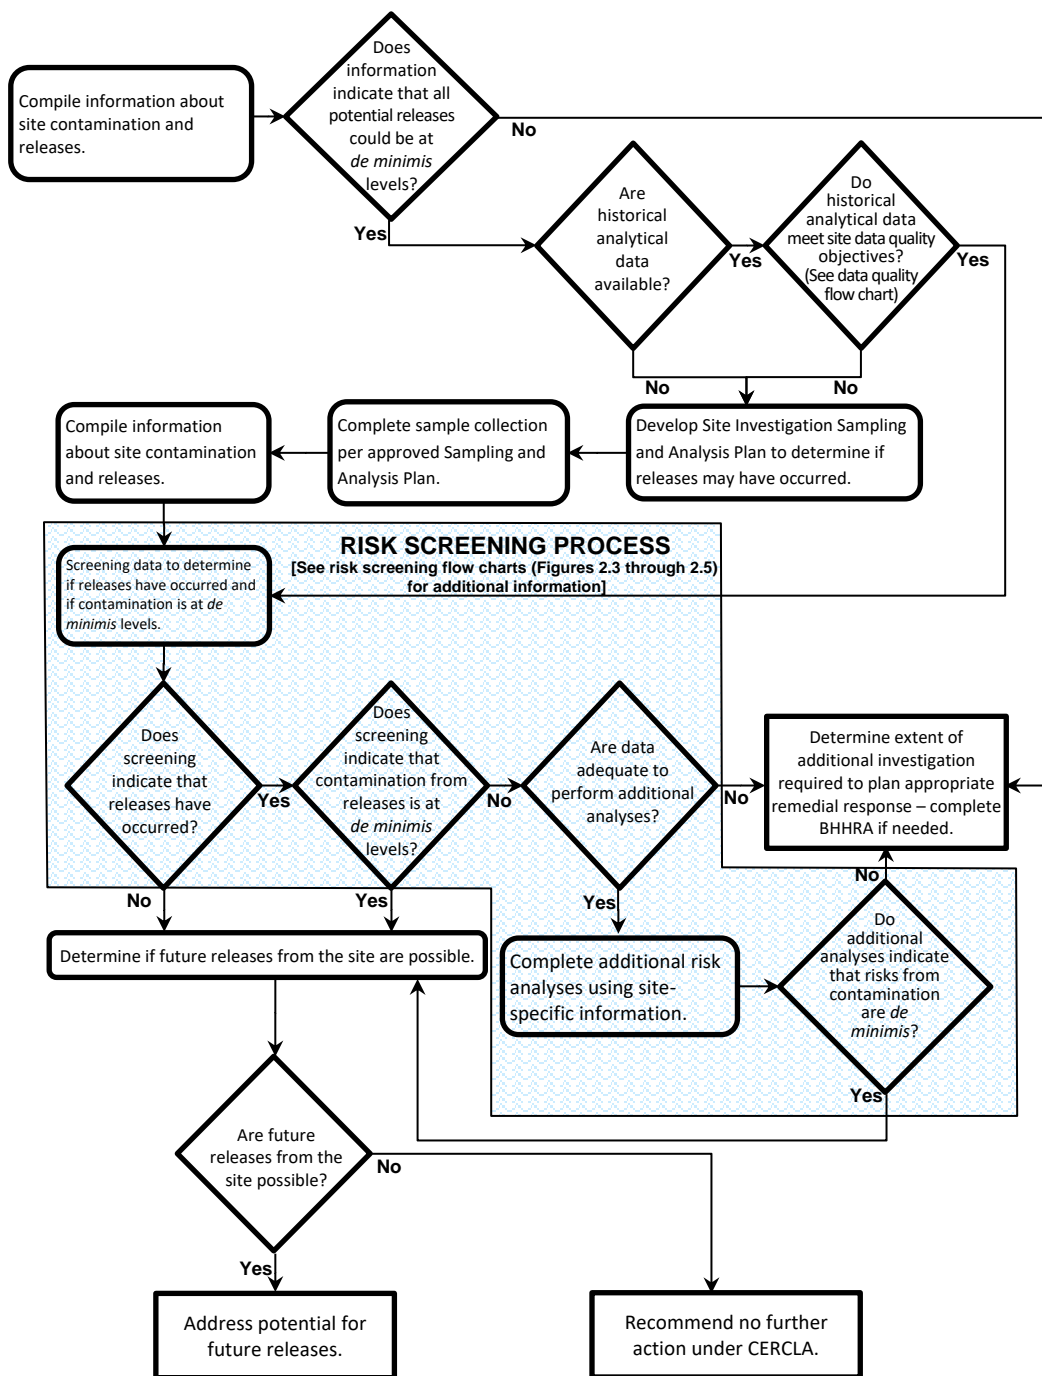 Does
information
indicate that all
potential releases
could be at
de minimis
levels?
Compile information about
site contamination and
releases.
No
Yes
Are
historical
analytical
data
available?
Yes
Do
historical
analytical data
meet site data quality
objectives?
(See data quality
flow chart)
Yes
No
No
Develop Site Investigation Sampling
and Analysis Plan to determine if
releases may have occurred.
Complete sample collection
per approved Sampling and
Analysis Plan.
Compile information
about site contamination
and releases.
RISK SCREENING PROCESS
[See risk screening flow charts (Figures 2.3 through 2.5)
for additional information]
Screening data to determine
if releases have occurred and
if contamination is at de
minimis levels.
Does
screening
indicate that
releases have
occurred?
Yes
No
Does
screening
indicate that
contamination from
releases is at
de minimis
levels?
No
Yes
Are data
adequate to
perform additional
analyses?
No
Yes
Determine extent of
additional investigation
required to plan appropriate
remedial response – complete
BHHRA if needed.
No
Determine if future releases from the site are possible.
Complete additional risk
analyses using site-
specific information.
Do
additional
analyses indicate
that risks from
contamination
are de
minimis?
Yes
Are future
releases from the
site possible?
No
Yes
Address potential for
future releases.
Recommend no further
action under CERCLA.